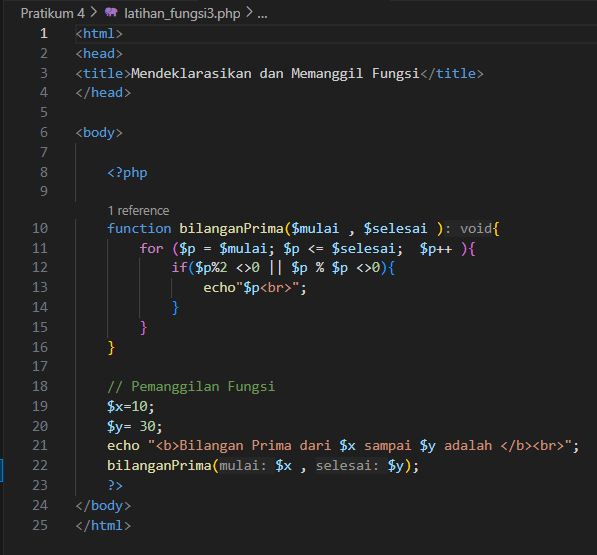 Pratikum 4 > latihan_fungsi3.php > ...
1 <html>
2 <head>
3 <title>Mendeklarasikan dan Memanggil Fungsi</title>
4 </head>
5
6 <body>
7
8 <?php
9
1 reference
10 function bilanganPrima($mulai , $selesai ): void{
11 for ($p = $mulai; $p <= $selesai;  $p++ ){
12 if($p%2 <>0 || $p % $p <>0){
13 echo"$p<br>";
14 }
15 }
16 }
17
18 // Pemanggilan Fungsi
19 $x=10;
20 $y= 30;
21 echo "<b>Bilangan Prima dari $x sampai $y adalah </b><br>";
22 bilanganPrima(mulai: $x , selesai: $y);
23 ?>
24 </body>
25 </html>